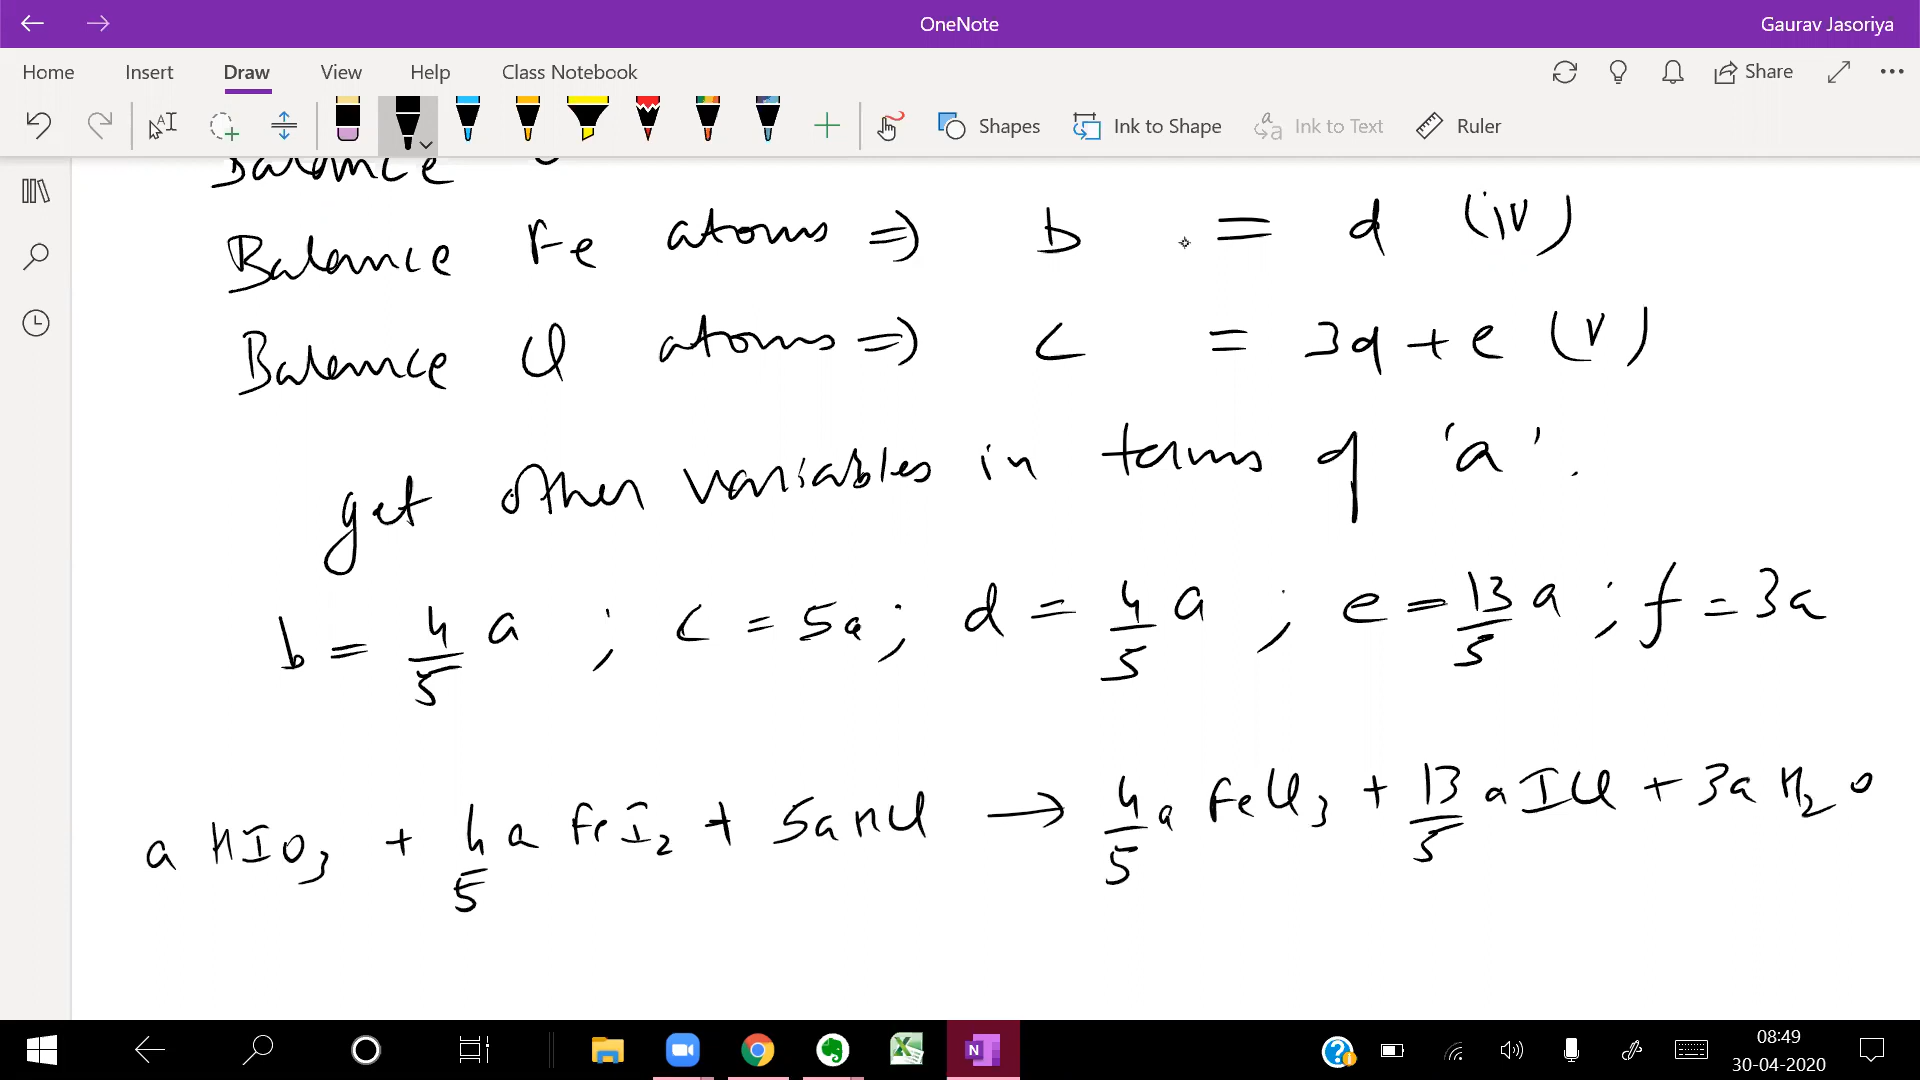 OneNote
Gaurav Jasoriya
Home Insert Draw View Help Class Notebook Share
Shapes Ink to Shape Ink to Text Ruler
Balance
Balance Fe atoms ⇒ b = d (iv)
Balance Cl atoms ⇒ c = 3d + e (v)
get other variables in terms of 'a'.
b = 4/5 a ; c = 5a ; d = 4/5 a ; e = 13/5 a ; f = 3a
a HIO₃ + 4/5 a FeI₂ + 5a HCl → 4/5 a FeCl₃ + 13/5 a ICl + 3a H₂O
08:49
30-04-2020